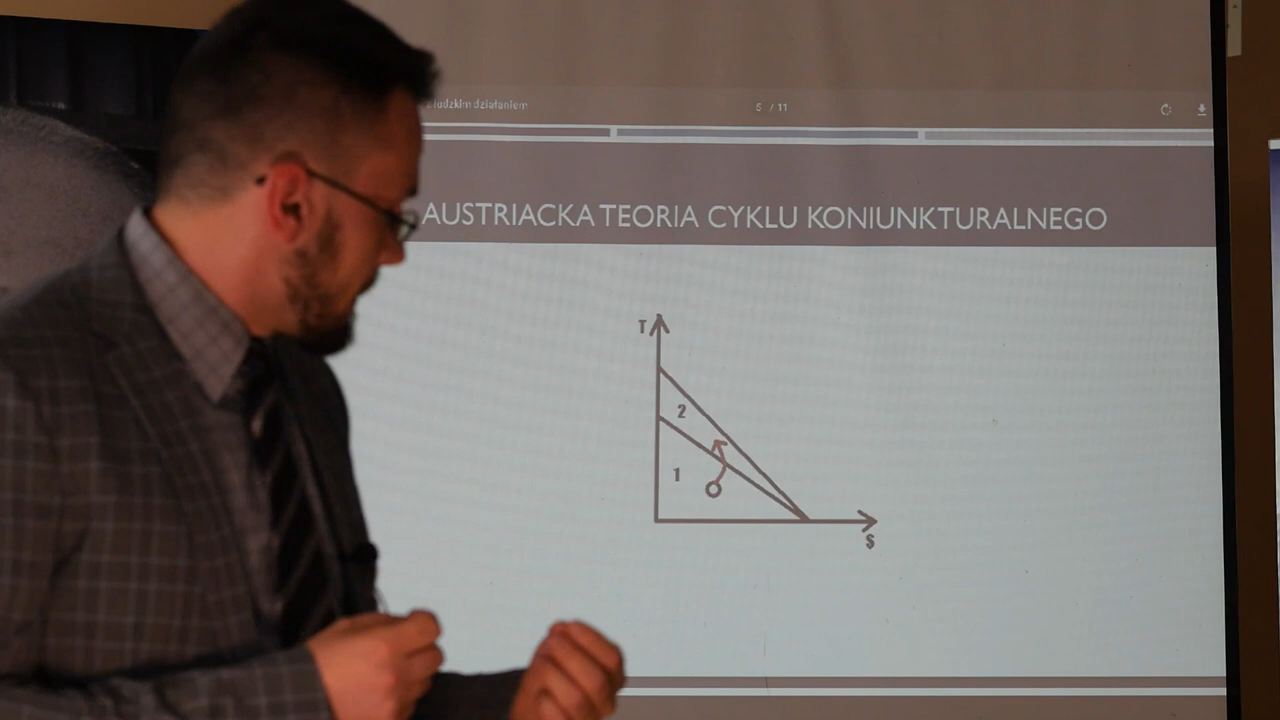 ludzkim działaniem
5 / 11
AUSTRIACKA TEORIA CYKLU KONIUNKTURALNEGO
T
2
1
S